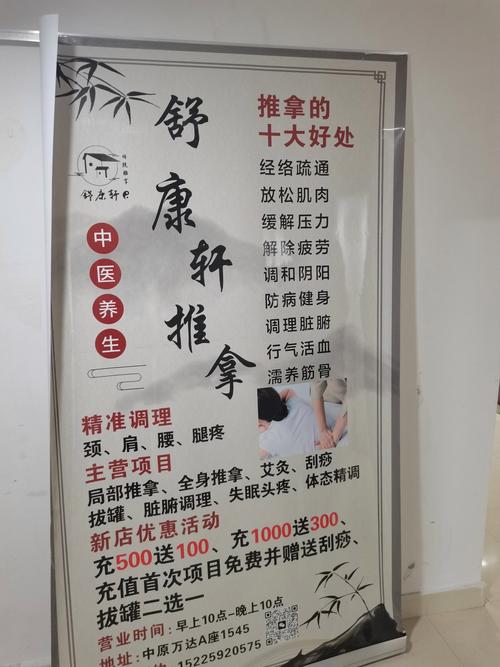 舒康轩推拿
舒康轩
中医养生
推拿的
十大好处
经络疏通
放松肌肉
缓解压力
解除疲劳
调和阴阳
防病健身
调理脏腑
行气活血
濡养筋骨
精准调理
颈、肩、腰、腿疼
主营项目
局部推拿、全身推拿、艾灸、刮痧
拔罐、脏腑调理、失眠头疼、体态精调
新店优惠活动
充500送100、充1000送300、
充值首次项目免费并赠送刮痧、
拔罐二选一
营业时间:早上10点-晚上10点
地址:中原万达A座1545
15225920575